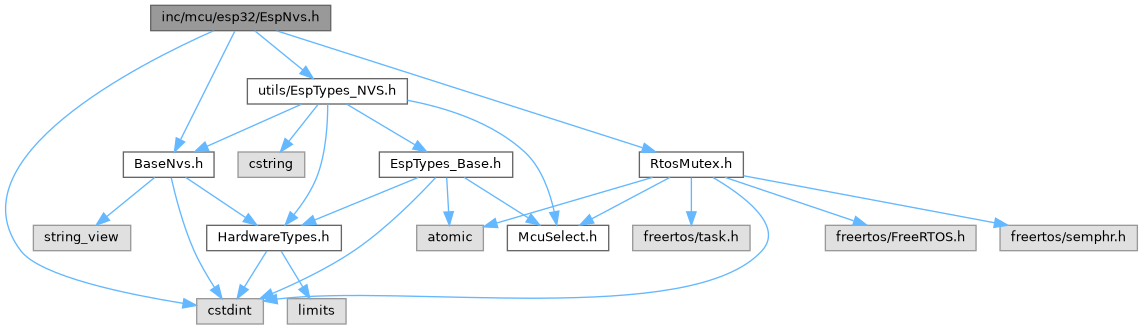 inc/mcu/esp32/EspNvs.h
utils/EspTypes_NVS.h
BaseNvs.h
cstring
EspTypes_Base.h
RtosMutex.h
string_view
HardwareTypes.h
atomic
McuSelect.h
freertos/task.h
freertos/FreeRTOS.h
freertos/semphr.h
cstdint
limits